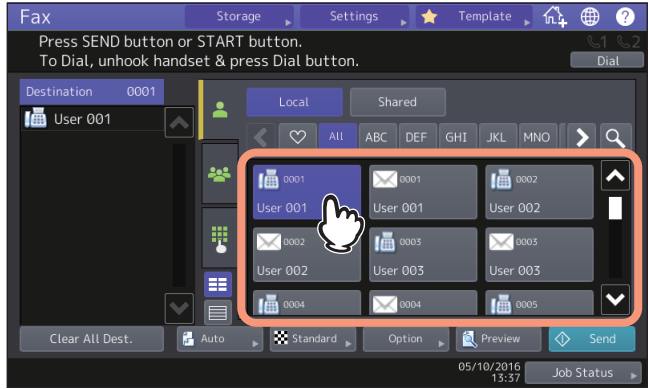 Fax
Storage
Settings
Template
?
Press SEND button or START button.
To Dial, unhook handset & press Dial button.
1 2
Dial
Destination 0001
User 001
Local
Shared
All
ABC
DEF
GHI
JKL
MNO
0001
User 001
0001
User 001
0002
User 002
0002
User 002
0003
User 003
0003
User 003
0004
0004
0005
Clear All Dest.
Auto
Standard
Option
Preview
Send
05/10/2016
13:37
Job Status